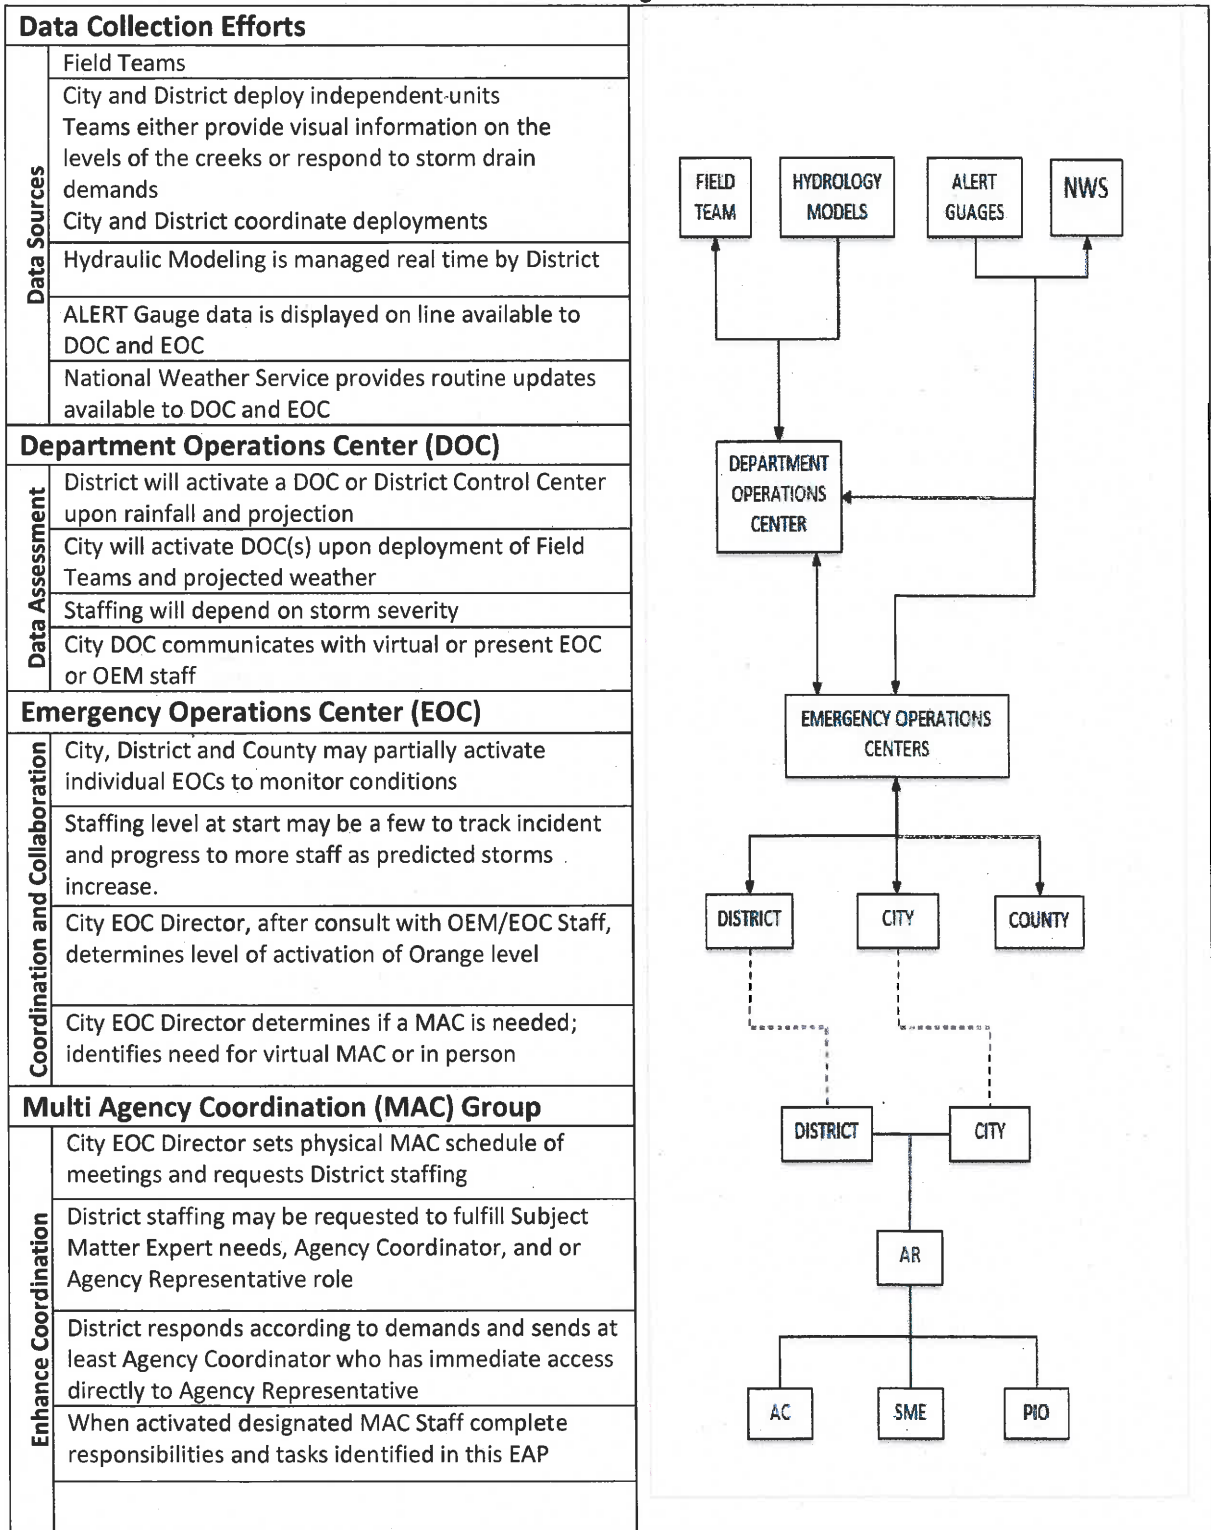 Data Collection Efforts
Data Sources
Field Teams
City and District deploy independent units
Teams either provide visual information on the
levels of the creeks or respond to storm drain
demands
City and District coordinate deployments
Hydraulic Modeling is managed real time by District
ALERT Gauge data is displayed on line available to
DOC and EOC
National Weather Service provides routine updates
available to DOC and EOC
Department Operations Center (DOC)
Data Assessment
District will activate a DOC or District Control Center
upon rainfall and projection
City will activate DOC(s) upon deployment of Field
Teams and projected weather
Staffing will depend on storm severity
City DOC communicates with virtual or present EOC
or OEM staff
Emergency Operations Center (EOC)
Coordination and Collaboration
City, District and County may partially activate
individual EOCs to monitor conditions
Staffing level at start may be a few to track incident
and progress to more staff as predicted storms
increase.
City EOC Director, after consult with OEM/EOC Staff,
determines level of activation of Orange level
City EOC Director determines if a MAC is needed;
identifies need for virtual MAC or in person
Multi Agency Coordination (MAC) Group
Enhance Coordination
City EOC Director sets physical MAC schedule of
meetings and requests District staffing
District staffing may be requested to fulfill Subject
Matter Expert needs, Agency Coordinator, and or
Agency Representative role
District responds according to demands and sends at
least Agency Coordinator who has immediate access
directly to Agency Representative
When activated designated MAC Staff complete
responsibilities and tasks identified in this EAP
FIELD
TEAM
HYDROLOGY
MODELS
ALERT
GUAGES
NWS
DEPARTMENT
OPERATIONS
CENTER
EMERGENCY OPERATIONS
CENTERS
DISTRICT
CITY
COUNTY
DISTRICT
CITY
AR
AC
SME
PIO